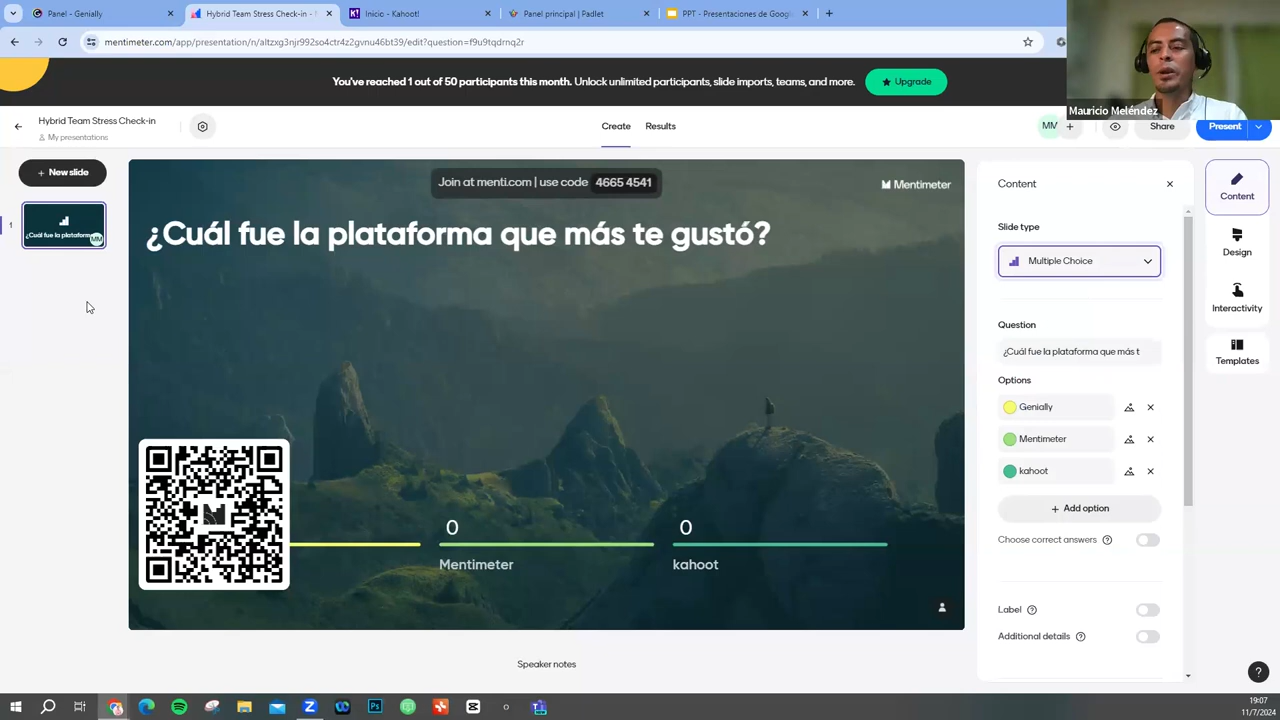 Panel - Genially
Hybrid Team Stress Check-in -
Inicio - Kahoot!
Panel principal | Padlet
PPT - Presentaciones de Google
mentimeter.com/app/presentation/n/altzxg3njr992so4ctr4z2gvnu46bt39/edit?question=f9u9tqdrnq2r
You've reached 1 out of 50 participants this month. Unlock unlimited participants, slide imports, teams, and more.
Upgrade
Mauricio Meléndez
Hybrid Team Stress Check-in
My presentations
Create
Results
MM
Share
Present
New slide
1
¿Cuál fue la plataform
MM
Join at menti.com | use code 4665 4541
Mentimeter
¿Cuál fue la plataforma que más te gustó?
0
Mentimeter
0
kahoot
Speaker notes
Content
Slide type
Multiple Choice
Question
¿Cuál fue la plataforma que más t
Options
Genially
Mentimeter
kahoot
Add option
Choose correct answers
Label
Additional details
Content
Design
Interactivity
Templates
19:07
11/7/2024